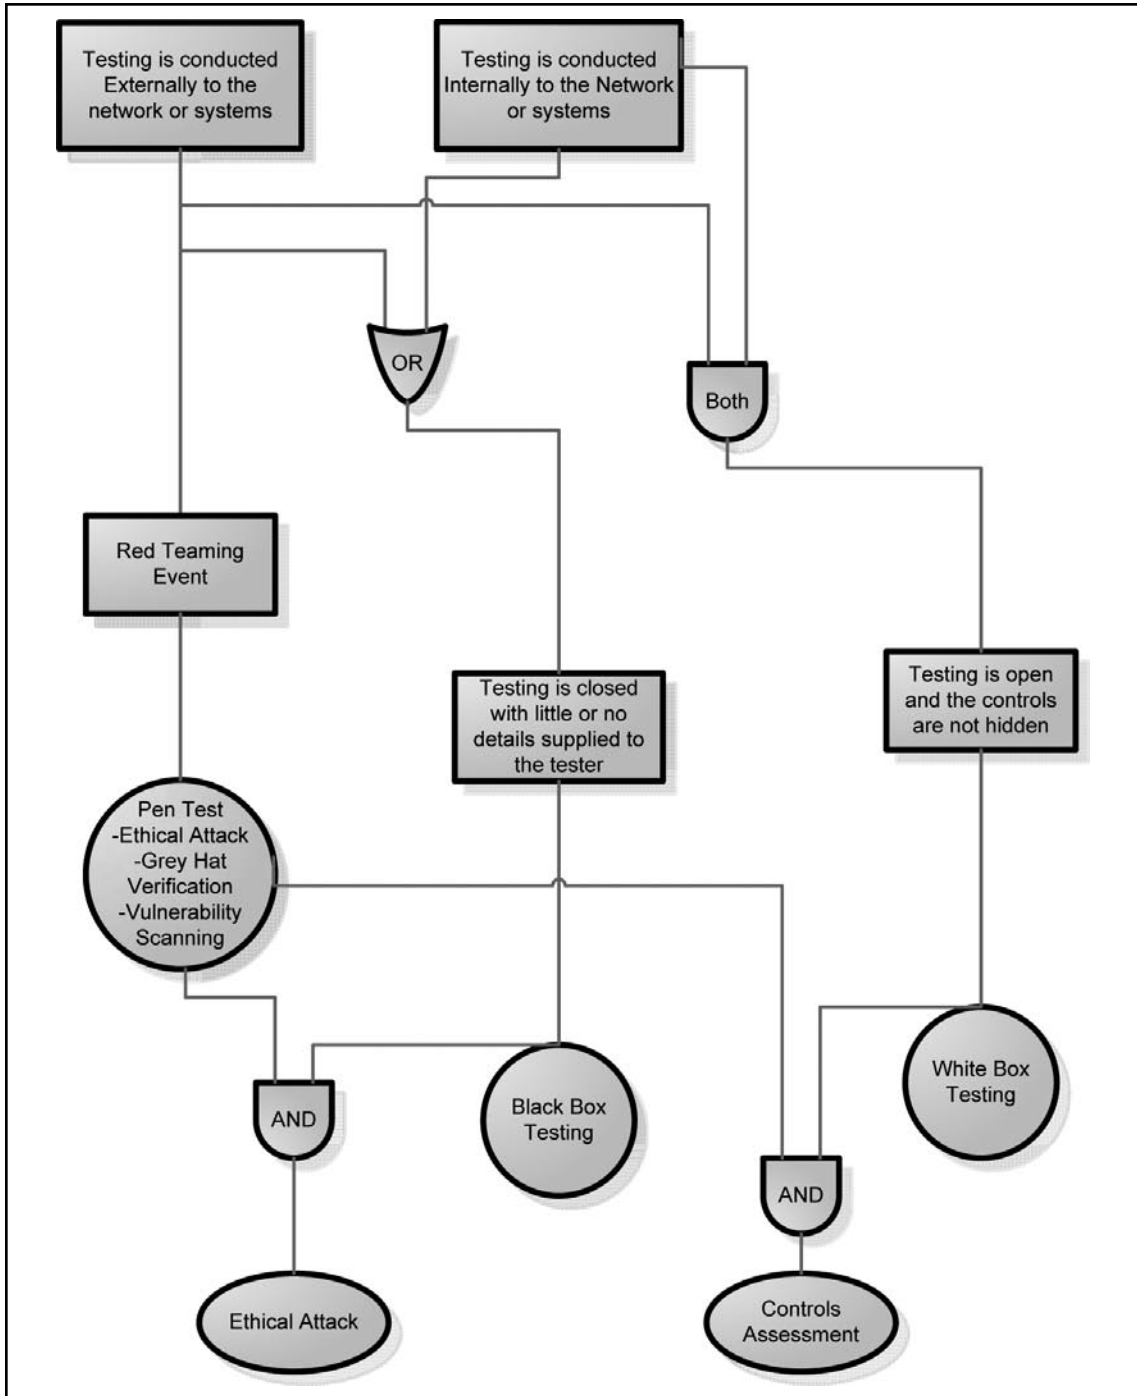 Testing is conducted
Externally to the
network or systems
Testing is conducted
Internally to the Network
or systems
OR
Both
Red Teaming
Event
Testing is closed
with little or no
details supplied to
the tester
Testing is open
and the controls
are not hidden
Pen Test
-Ethical Attack
-Grey Hat
Verification
-Vulnerability
Scanning
AND
Black Box
Testing
White Box
Testing
AND
Ethical Attack
Controls
Assessment